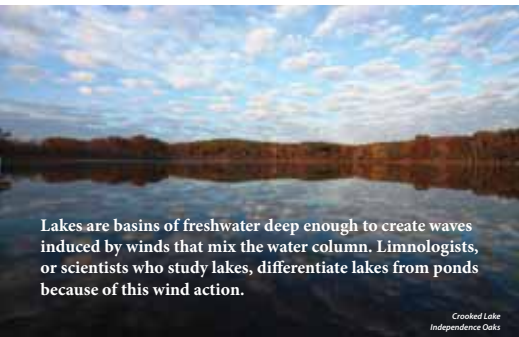 Lakes are basins of freshwater deep enough to create waves
induced by winds that mix the water column. Limnologists,
or scientists who study lakes, differentiate lakes from ponds
because of this wind action.
Crooked Lake
Independence Oaks